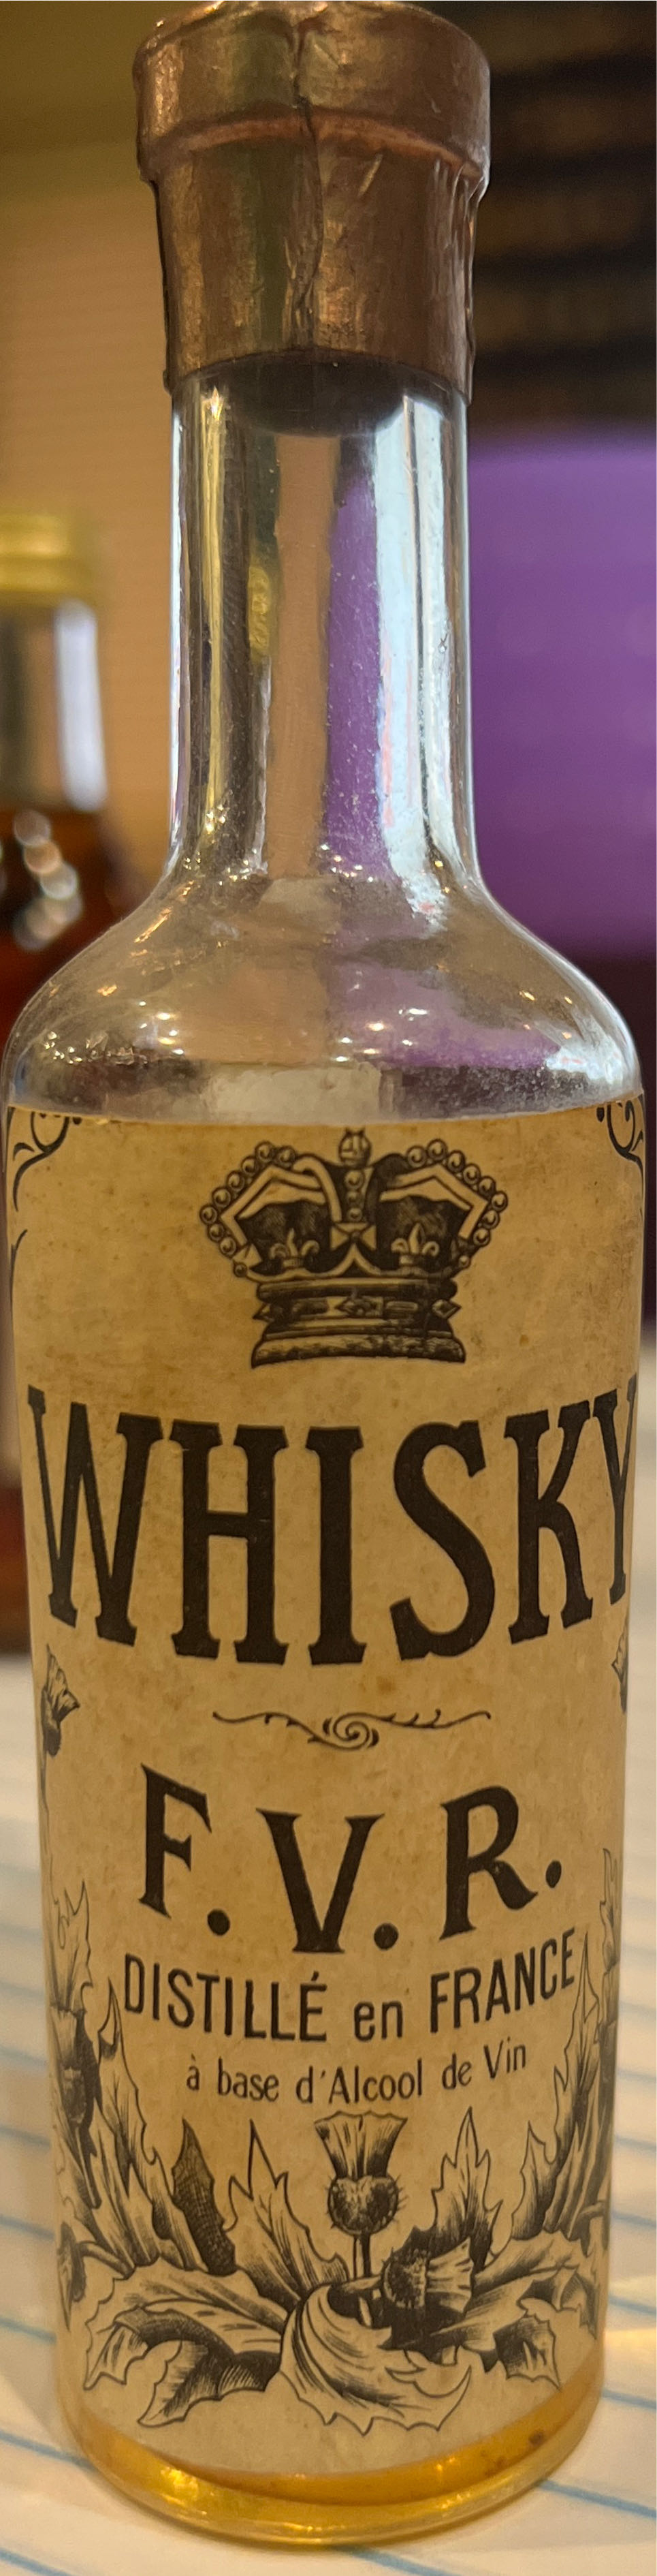 WHISKY
F.V.R.
DISTILLÉ en FRANCE
à base d'Alcool de Vin